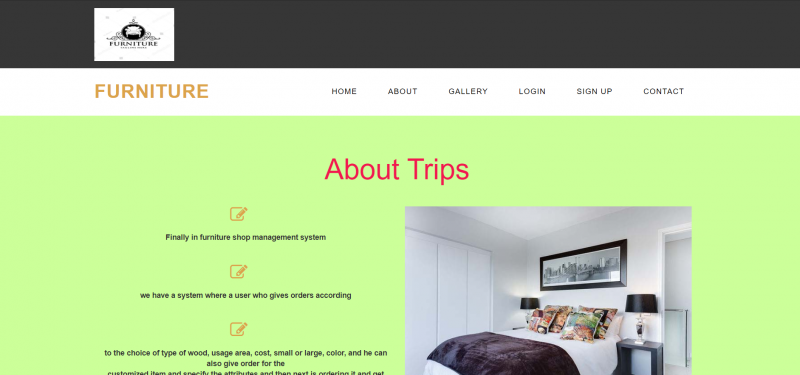 FURNITURE
FURNITURE
HOME
ABOUT
GALLERY
LOGIN
SIGN UP
CONTACT
About Trips
Finally in furniture shop management system
we have a system where a user who gives orders according
to the choice of type of wood, usage area, cost, small or large, color, and he can
also give order for the
customized item and specify the attributes and then next is ordering it and get